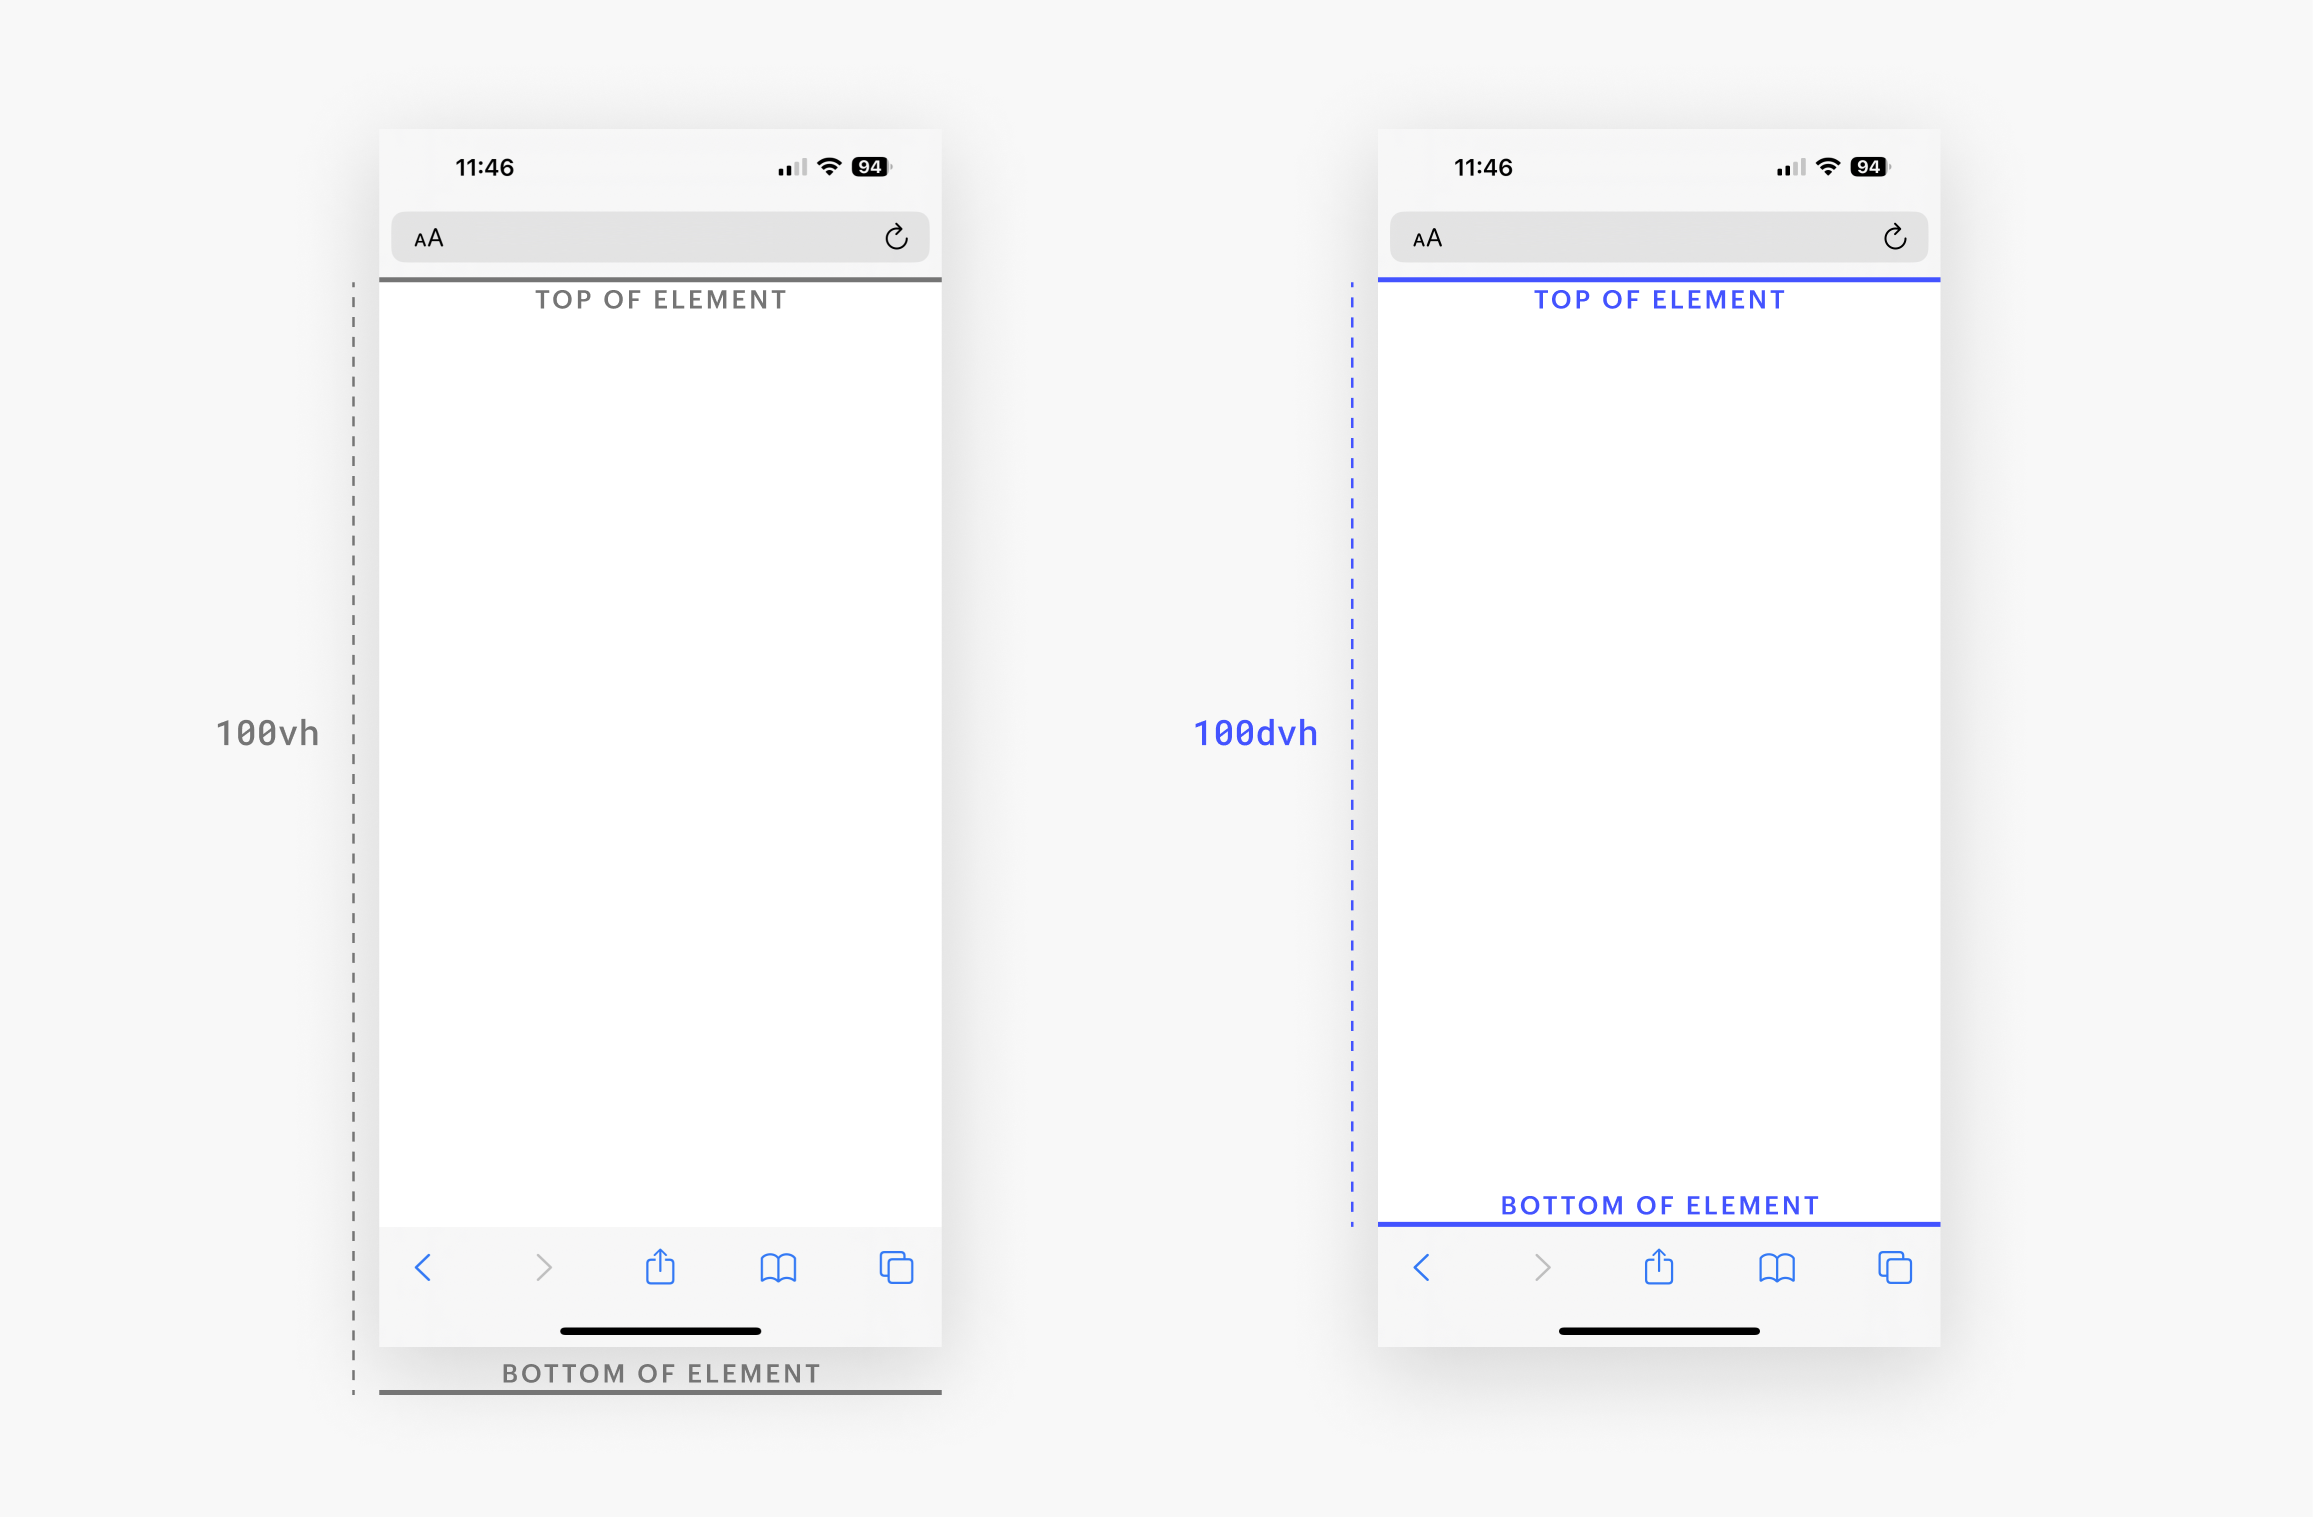 11:46
94
AA
TOP OF ELEMENT
100vh
BOTTOM OF ELEMENT
11:46
94
AA
TOP OF ELEMENT
100dvh
BOTTOM OF ELEMENT